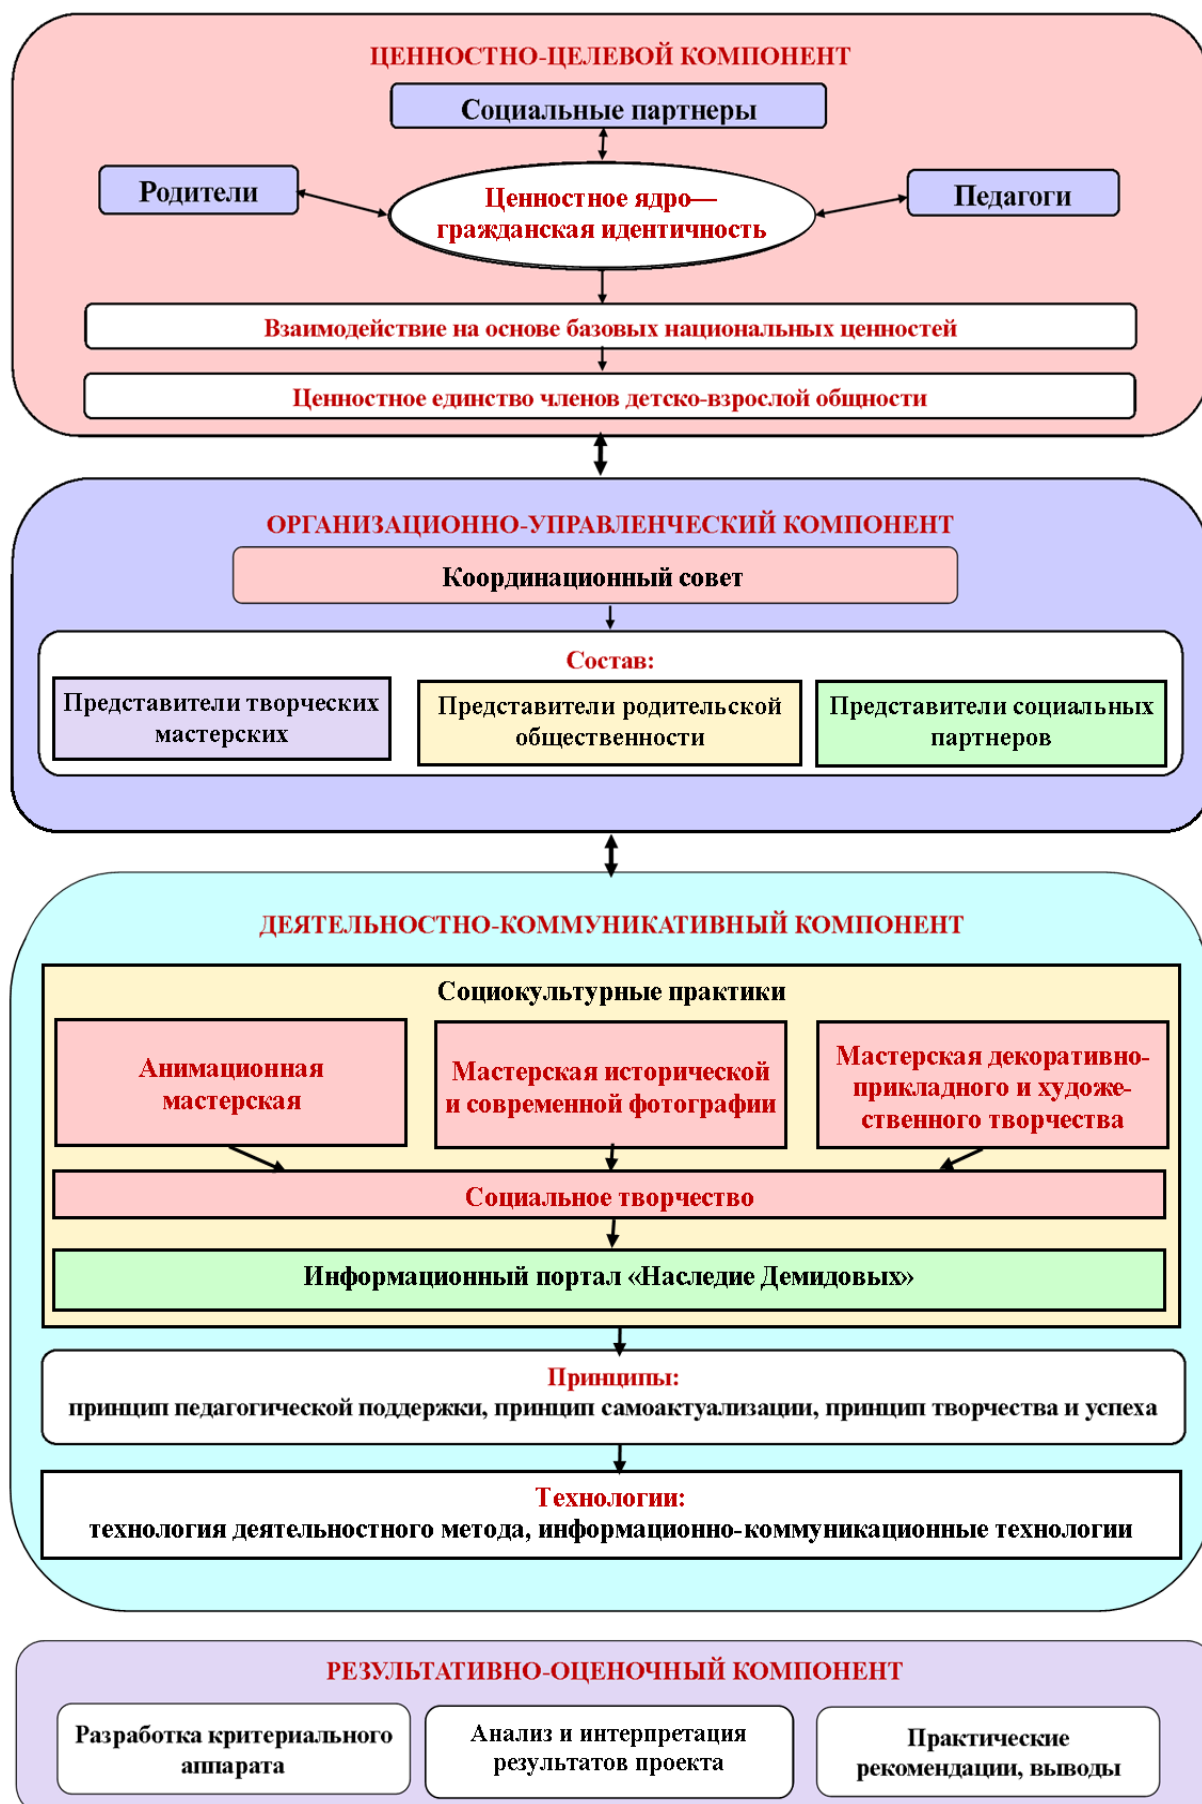 ЦЕННОСТНО-ЦЕЛЕВОЙ КОМПОНЕНТ
Социальные партнеры
Родители
Ценностное ядро—
гражданская идентичность
Педагоги
Взаимодействие на основе базовых национальных ценностей
Ценностное единство членов детско-взрослой общности
ОРГАНИЗАЦИОННО-УПРАВЛЕНЧЕСКИЙ КОМПОНЕНТ
Координационный совет
Состав:
Представители творческих
мастерских
Представители родительской
общественности
Представители социальных
партнеров
ДЕЯТЕЛЬНОСТНО-КОММУНИКАТИВНЫЙ КОМПОНЕНТ
Социокультурные практики
Анимационная
мастерская
Мастерская исторической
и современной фотографии
Мастерская декоративно-
прикладного и художе-
ственного творчества
Социальное творчество
Информационный портал «Наследие Демидовых»
Принципы:
принцип педагогической поддержки, принцип самоактуализации, принцип творчества и успеха
Технологии:
технология деятельностного метода, информационно-коммуникационные технологии
РЕЗУЛЬТАТИВНО-ОЦЕНОЧНЫЙ КОМПОНЕНТ
Разработка критериального
аппарата
Анализ и интерпретация
результатов проекта
Практические
рекомендации, выводы